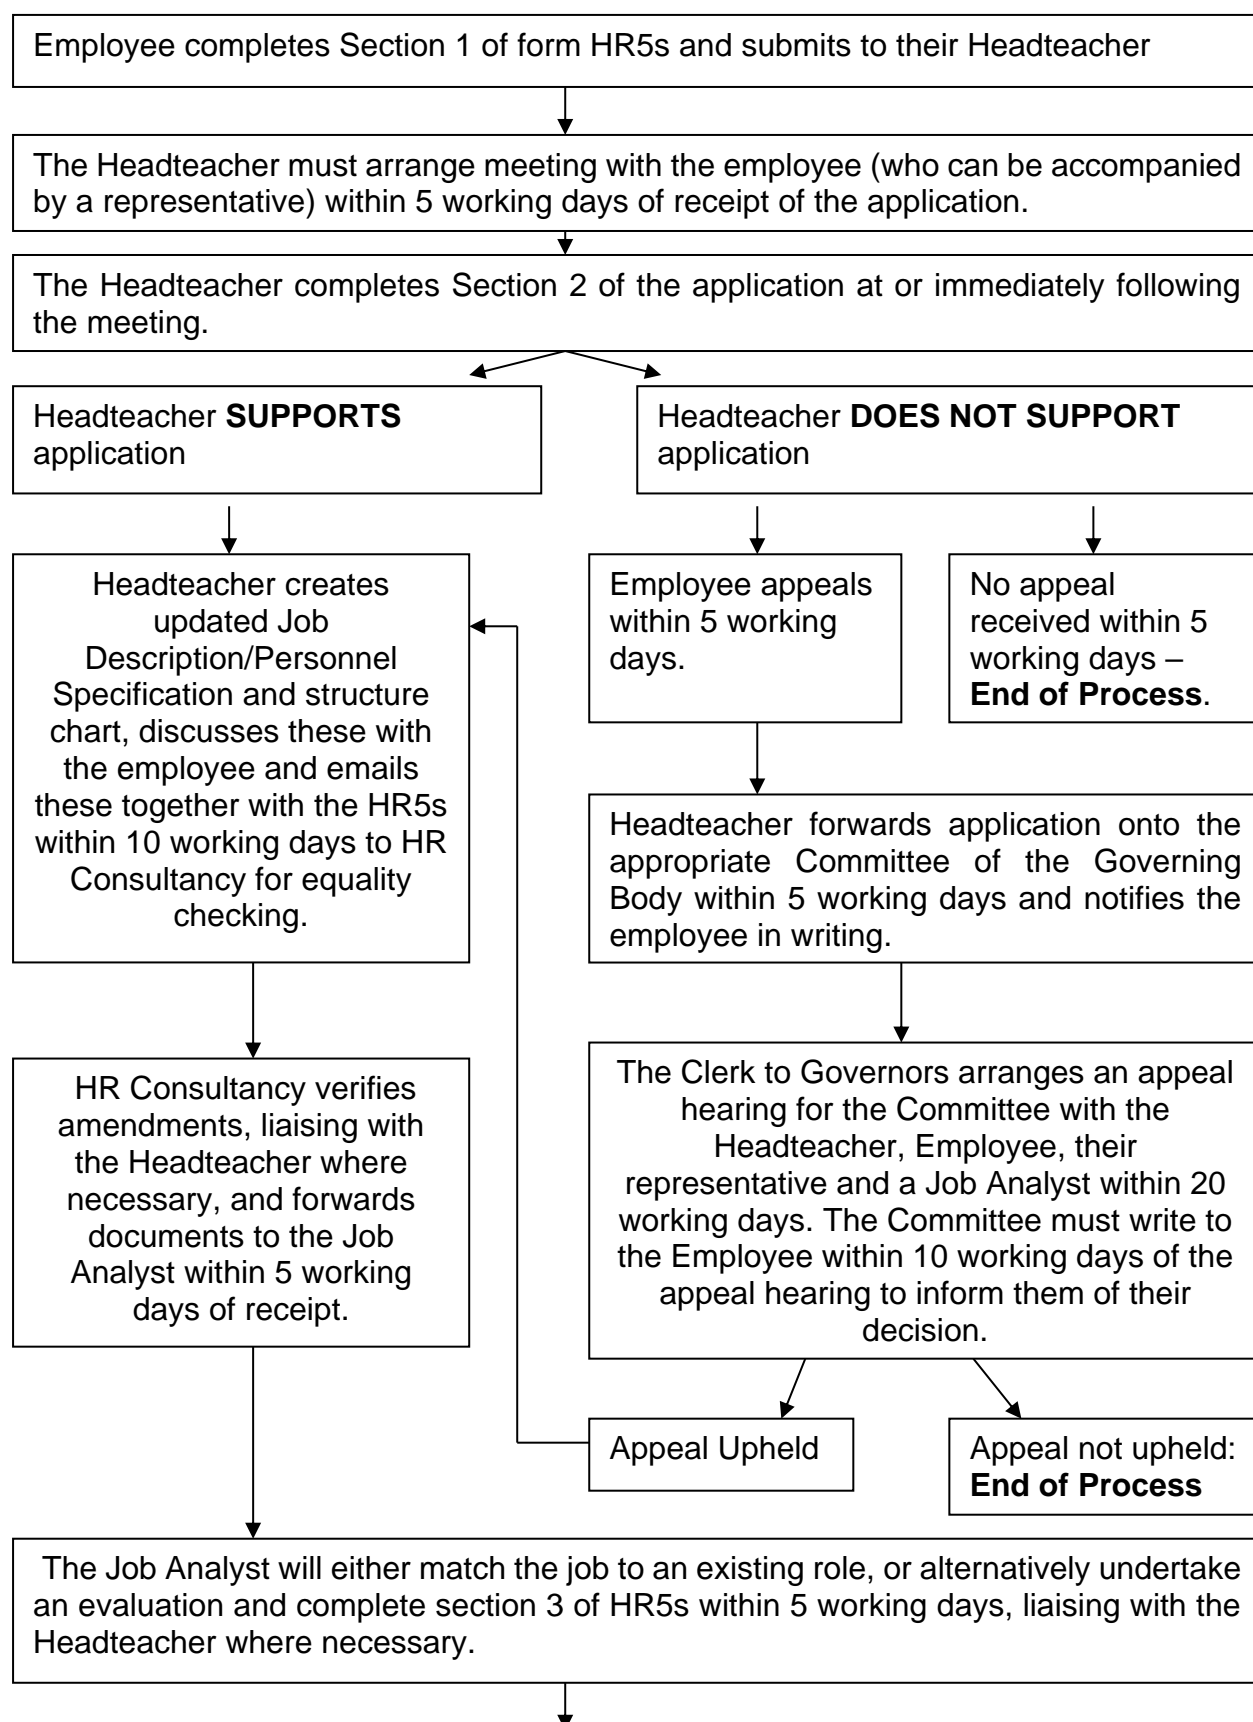 Employee completes Section 1 of form HR5s and submits to their Headteacher
The Headteacher must arrange meeting with the employee (who can be accompanied
by a representative) within 5 working days of receipt of the application.
The Headteacher completes Section 2 of the application at or immediately following
the meeting.
Headteacher SUPPORTS
application
Headteacher DOES NOT SUPPORT
application
Headteacher creates
updated Job
Description/Personnel
Specification and structure
chart, discusses these with
the employee and emails
these together with the HR5s
within 10 working days to HR
Consultancy for equality
checking.
Employee appeals
within 5 working
days.
No appeal
received within 5
working days –
End of Process.
Headteacher forwards application onto the
appropriate Committee of the Governing
Body within 5 working days and notifies the
employee in writing.
HR Consultancy verifies
amendments, liaising with
the Headteacher where
necessary, and forwards
documents to the Job
Analyst within 5 working
days of receipt.
The Clerk to Governors arranges an appeal
hearing for the Committee with the
Headteacher, Employee, their
representative and a Job Analyst within 20
working days. The Committee must write to
the Employee within 10 working days of the
appeal hearing to inform them of their
decision.
Appeal Upheld
Appeal not upheld:
End of Process
The Job Analyst will either match the job to an existing role, or alternatively undertake
an evaluation and complete section 3 of HR5s within 5 working days, liaising with the
Headteacher where necessary.